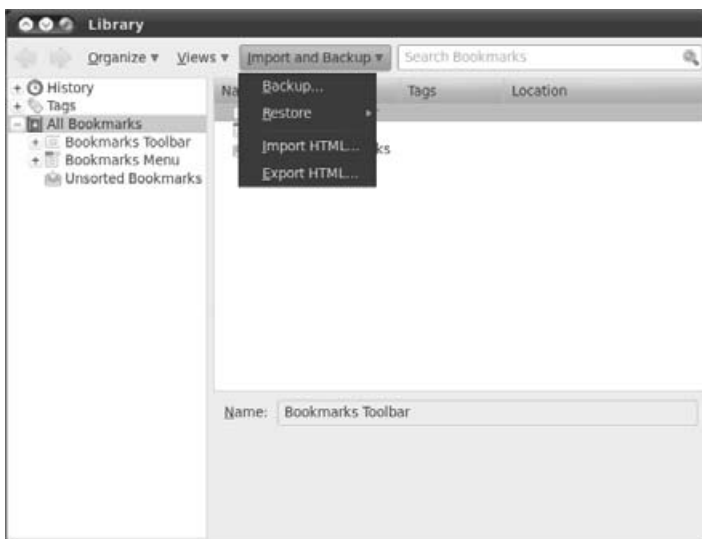 Library
Organize Views Import and Backup Search Bookmarks
Backup...
Restore
Import HTML...
Export HTML...
History
Tags
All Bookmarks
Bookmarks Toolbar
Bookmarks Menu
Unsorted Bookmarks
Tags Location
Name: Bookmarks Toolbar